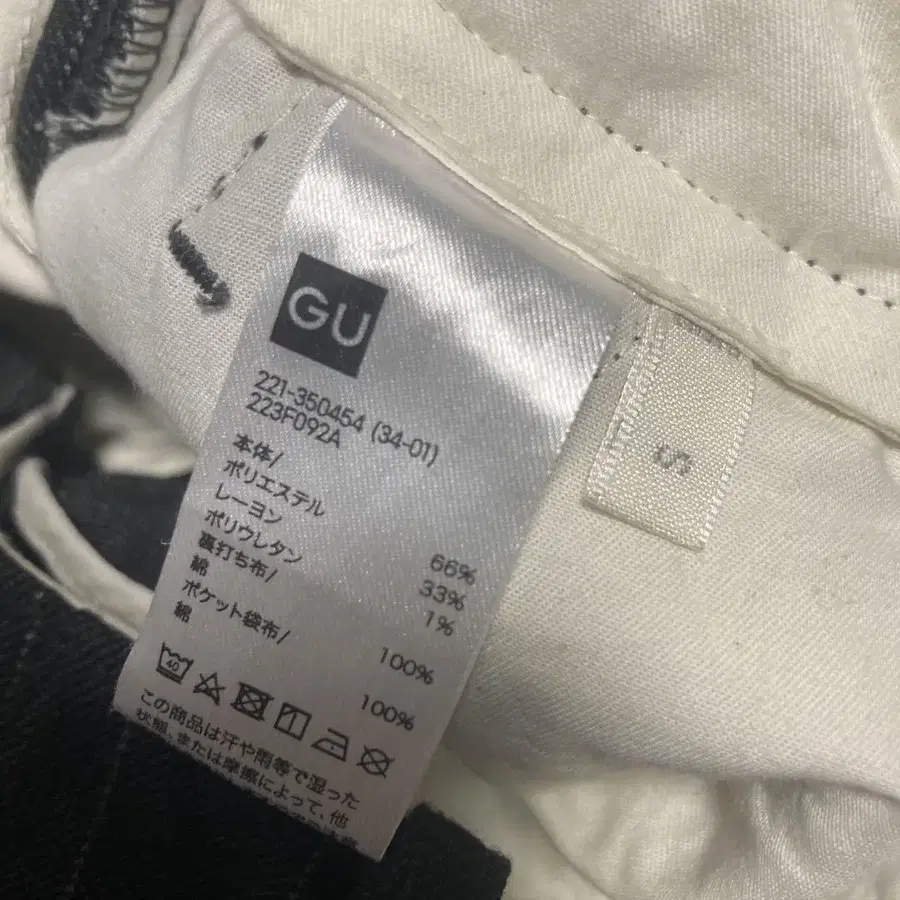 GU
221-350454 (34-01)
223F092A
本体/
ポリエステル 66%
レーヨン 33%
ポリウレタン 1%
裏打ち布/
綿 100%
ポケット袋布/
綿 100%
40
この商品は汗や雨等で湿った
状態、または摩擦によって、他
S